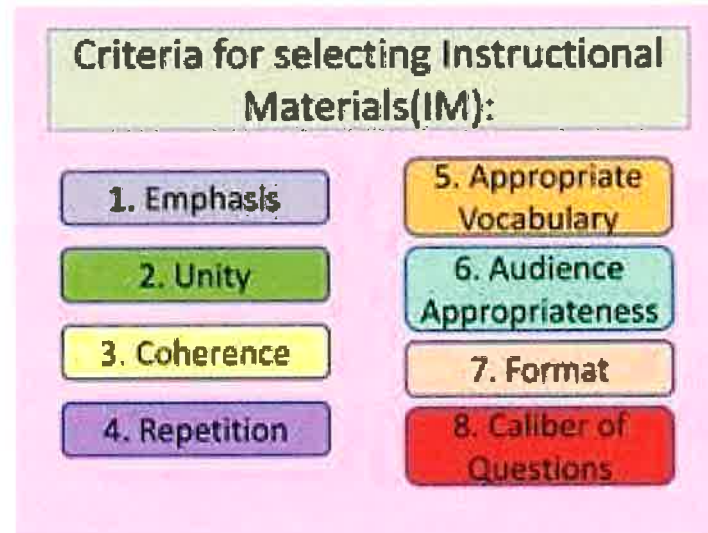 Criteria for selecting Instructional
Materials(IM):
1. Emphasis
2. Unity
3. Coherence
4. Repetition
5. Appropriate
Vocabulary
6. Audience
Appropriateness
7. Format
8. Caliber of
Questions